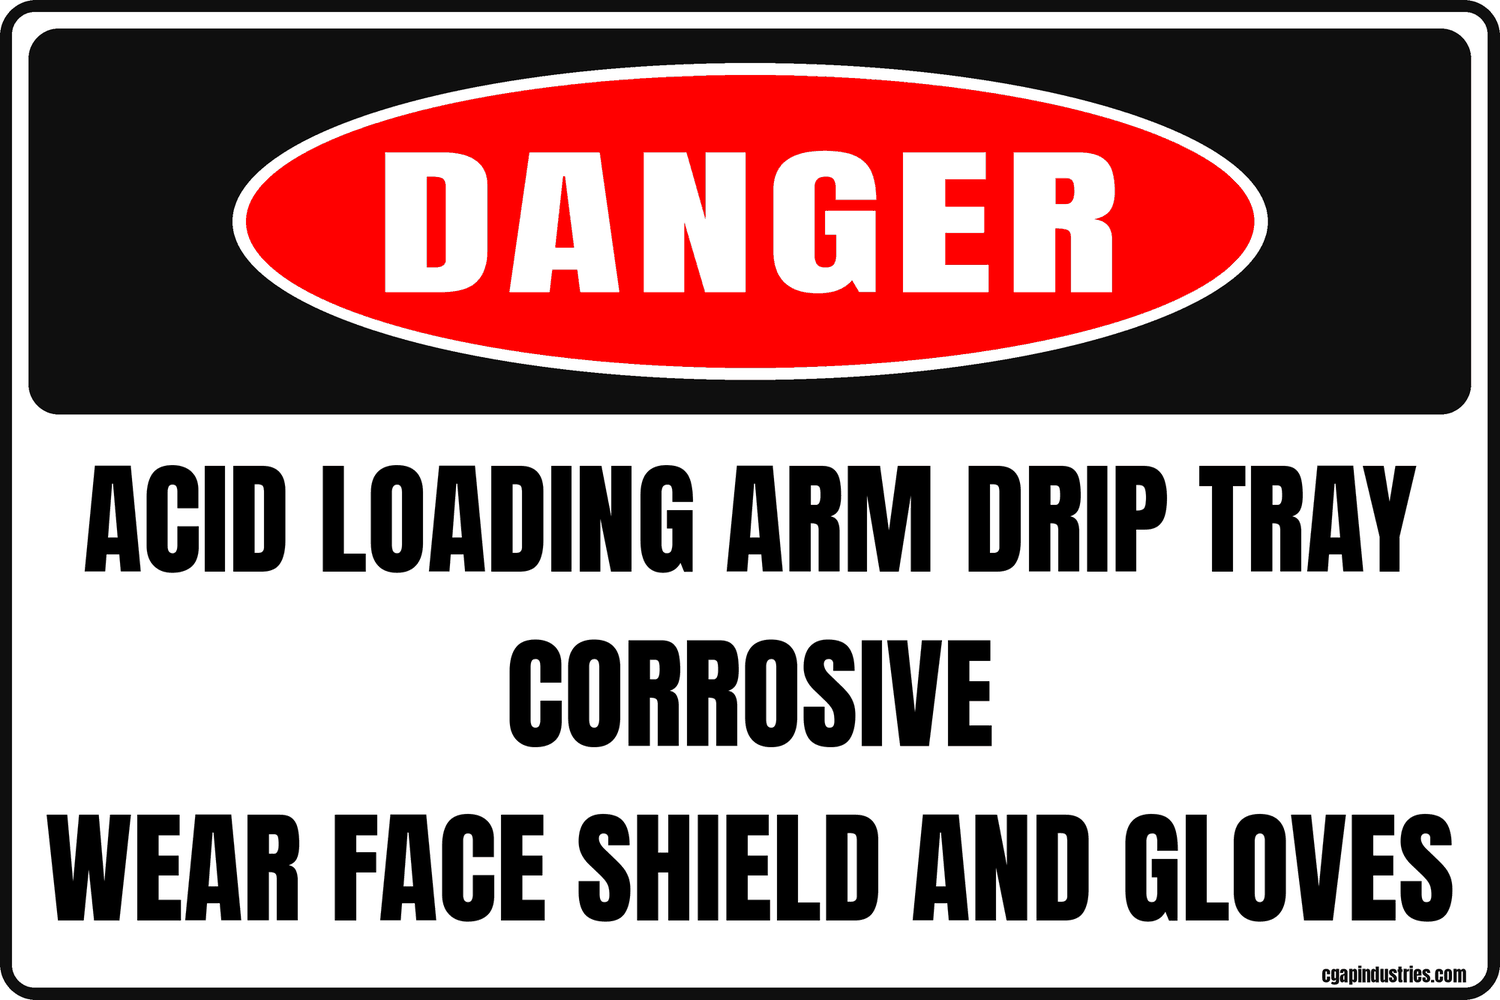 DANGER
ACID LOADING ARM DRIP TRAY
CORROSIVE
WEAR FACE SHIELD AND GLOVES
cgapindustries.com